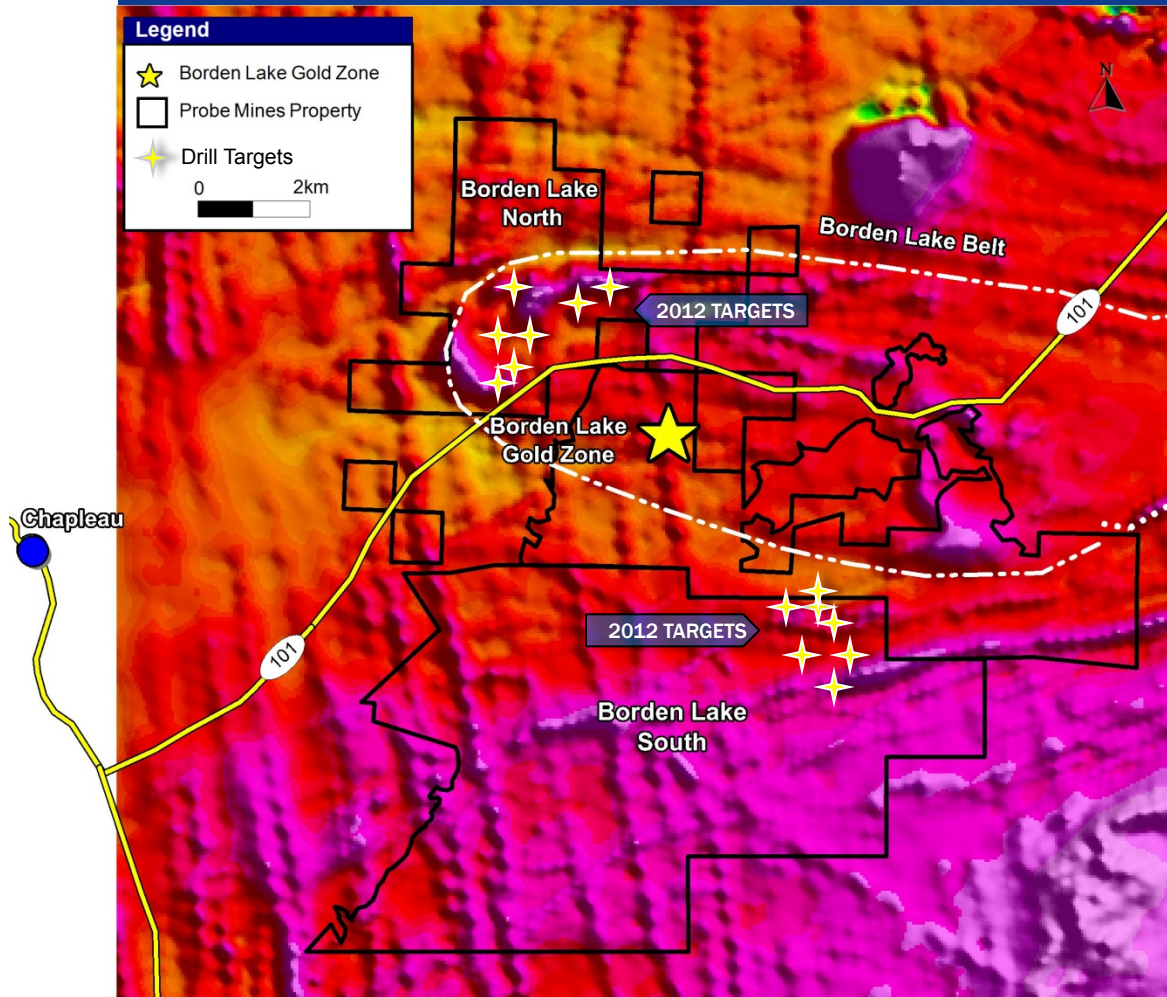 Legend
Borden Lake Gold Zone
Probe Mines Property
Drill Targets
0 2km
N
Borden Lake
North
Borden Lake Belt
2012 TARGETS
101
Borden Lake
Gold Zone
Chapleau
2012 TARGETS
101
Borden Lake
South